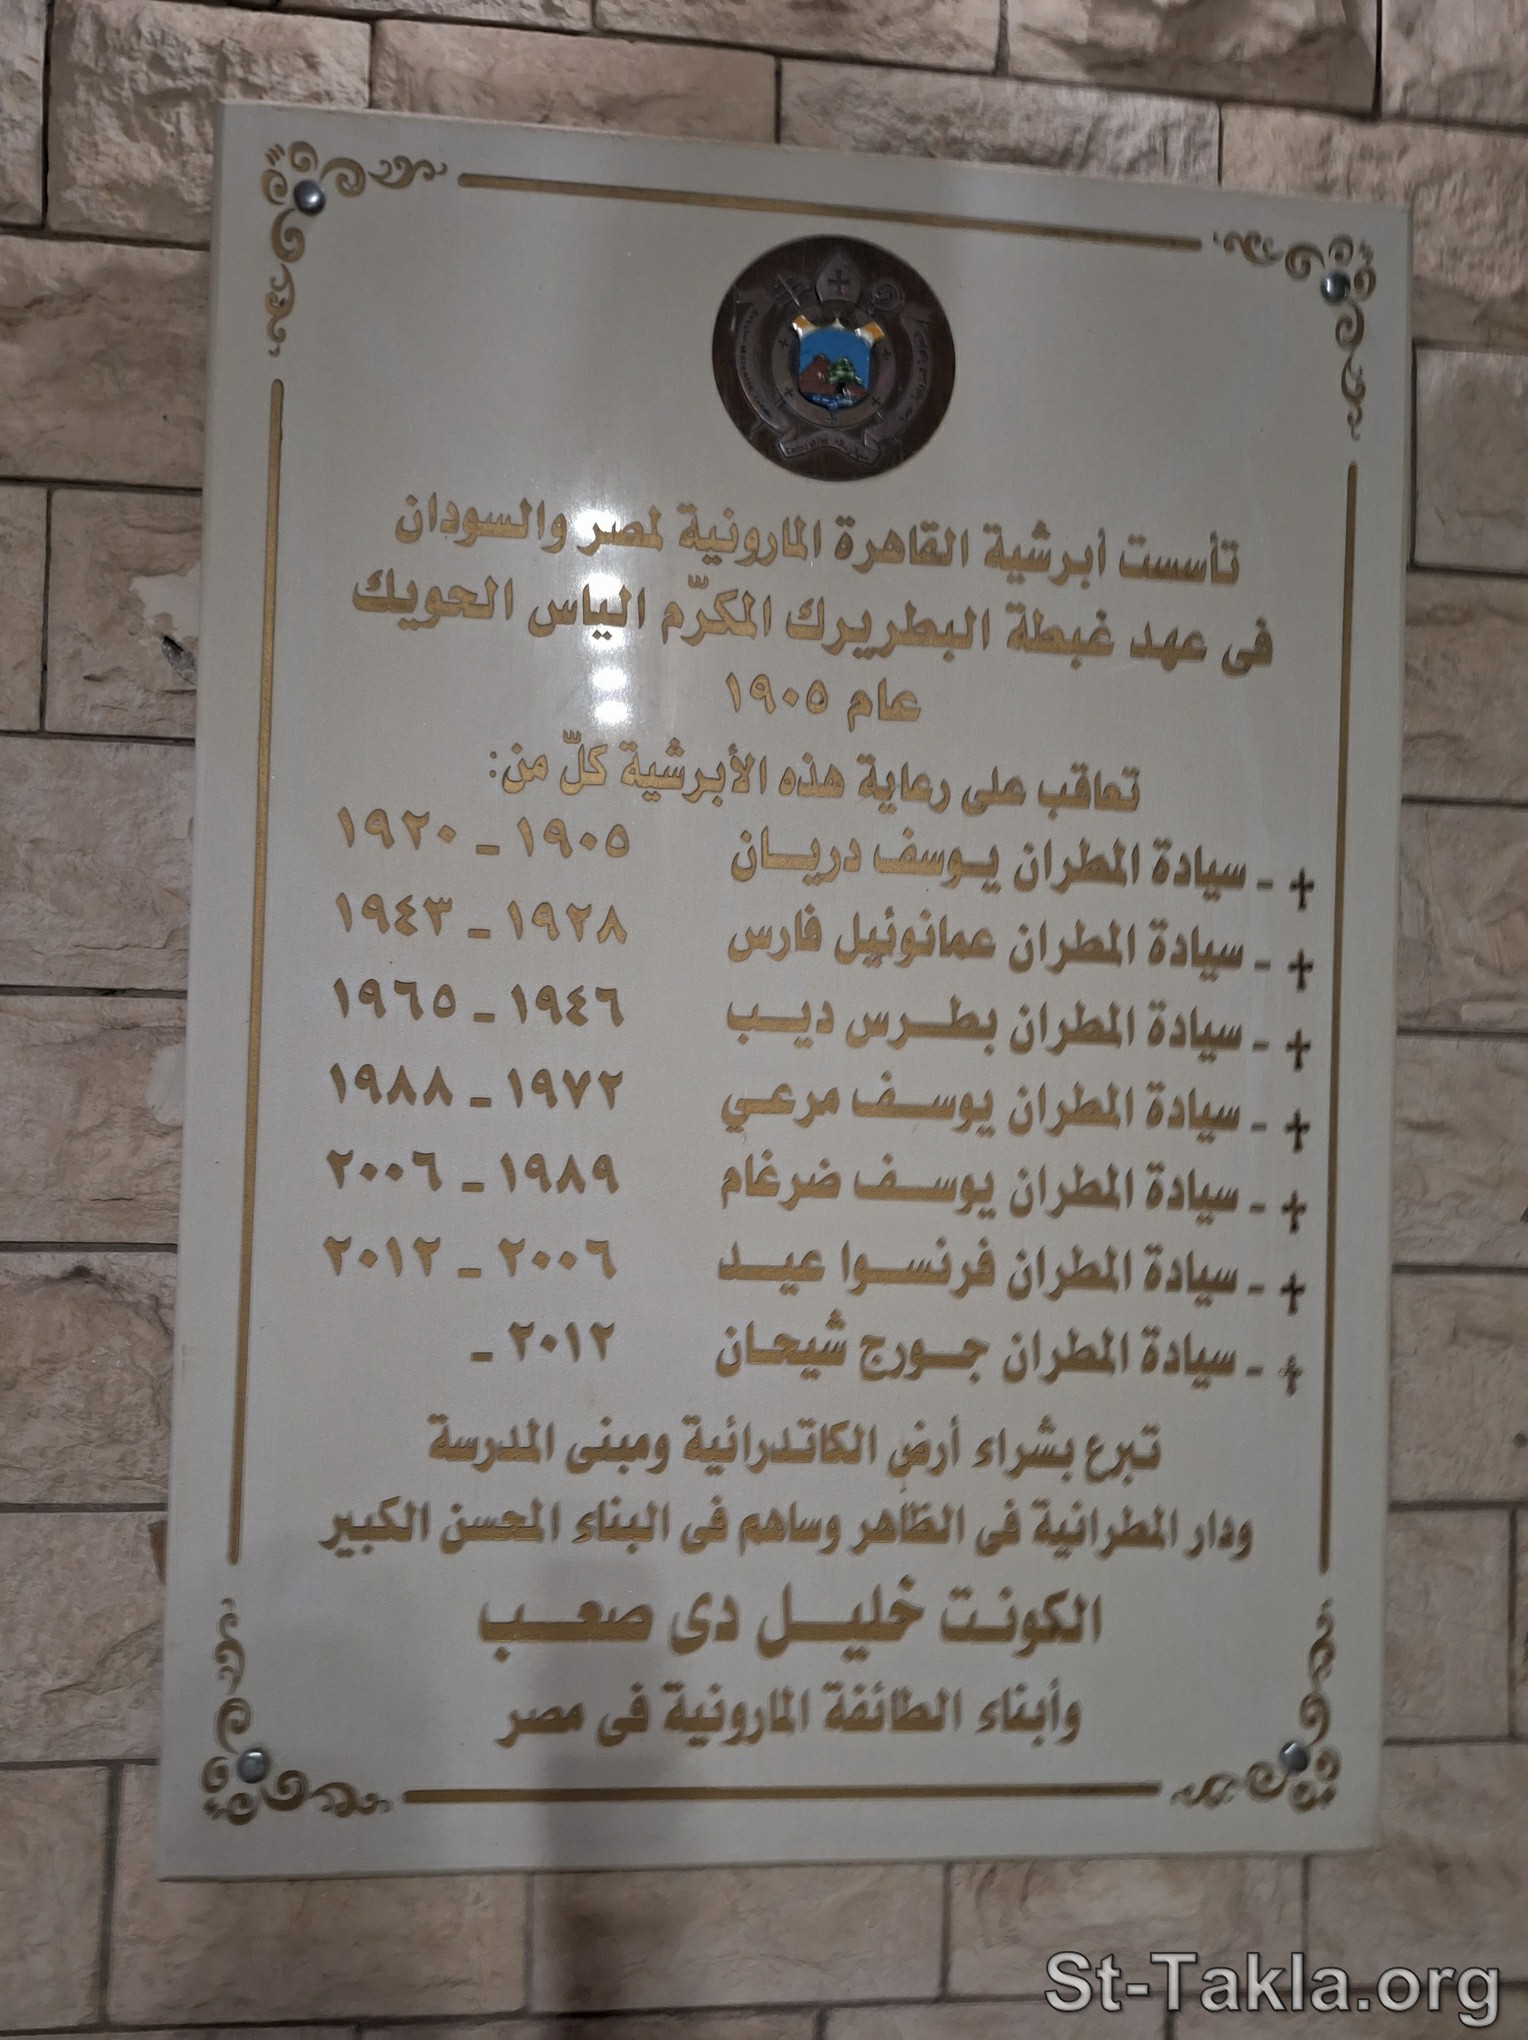 تأسست أبرشية القاهرة المارونية لمصر والسودان
فى عهد غبطة البطريرك المكرّم الياس الحويك
عام ١٩٠٥
تعاقب على رعاية هذه الأبرشية كلّ من:
- سيادة المطران يوسف دريان ١٩٠٥ - ١٩٢٠
- سيادة المطران عمانوئيل فارس ١٩٢٨ - ١٩٤٣
- سيادة المطران بطرس ديب ١٩٤٦ - ١٩٦٥
- سيادة المطران يوسف مرعي ١٩٧٢ - ١٩٨٨
- سيادة المطران يوسف ضرغام ١٩٨٩ - ٢٠٠٦
- سيادة المطران فرنسوا عيد ٢٠٠٦ - ٢٠١٢
- سيادة المطران جورج شيحان ٢٠١٢ -
تبرع بشراء أرضِ الكاتدرائية ومبنى المدرسة
ودار المطرانية فى الظاهر وساهم فى البناء المحسن الكبير
الكونت خليل دى صعب
وأبناء الطائفة المارونية فى مصر
St-Takla.org